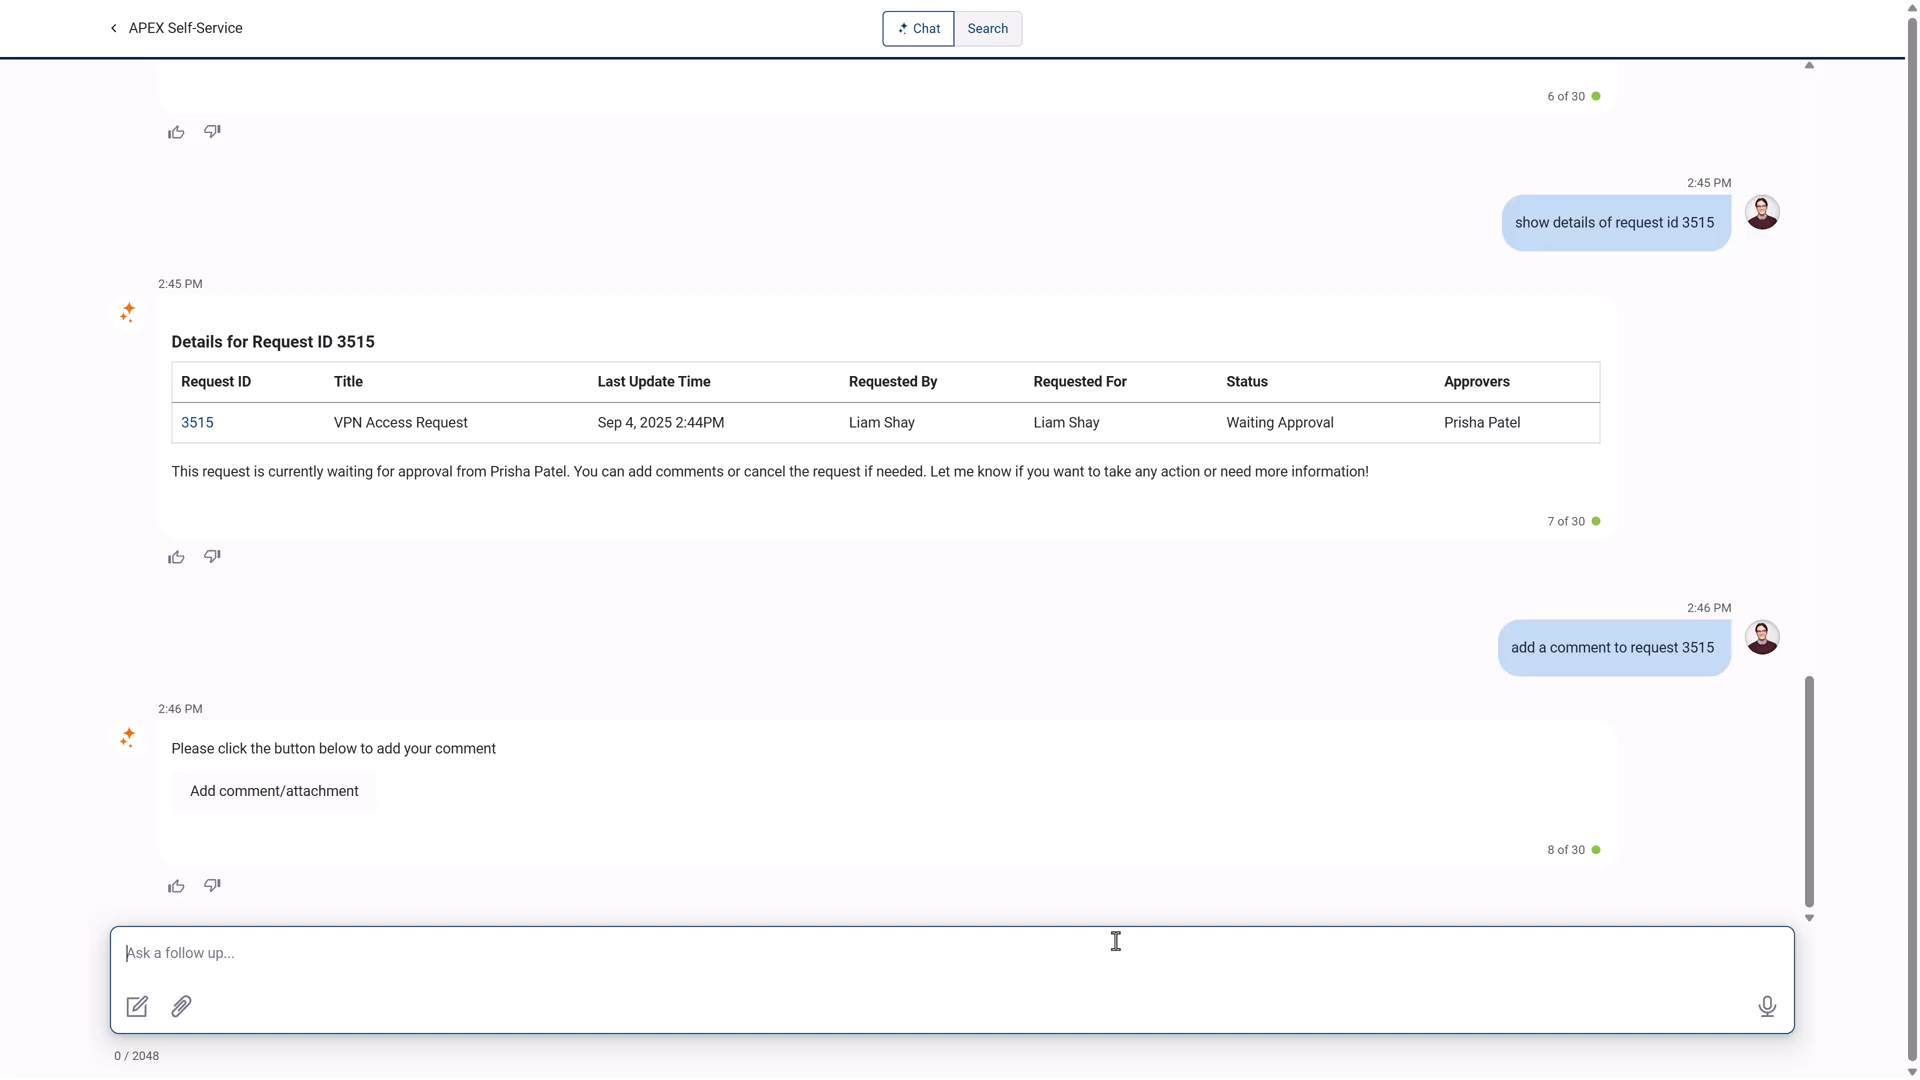 APEX Self-Service
Chat
Search
6 of 30
2:45 PM
show details of request id 3515
2:45 PM
Details for Request ID 3515
Request ID Title Last Update Time Requested By Requested For Status Approvers
3515 VPN Access Request Sep 4, 2025 2:44PM Liam Shay Liam Shay Waiting Approval Prisha Patel
This request is currently waiting for approval from Prisha Patel. You can add comments or cancel the request if needed. Let me know if you want to take any action or need more information!
7 of 30
2:46 PM
add a comment to request 3515
2:46 PM
Please click the button below to add your comment
Add comment/attachment
8 of 30
Ask a follow up...
0 / 2048